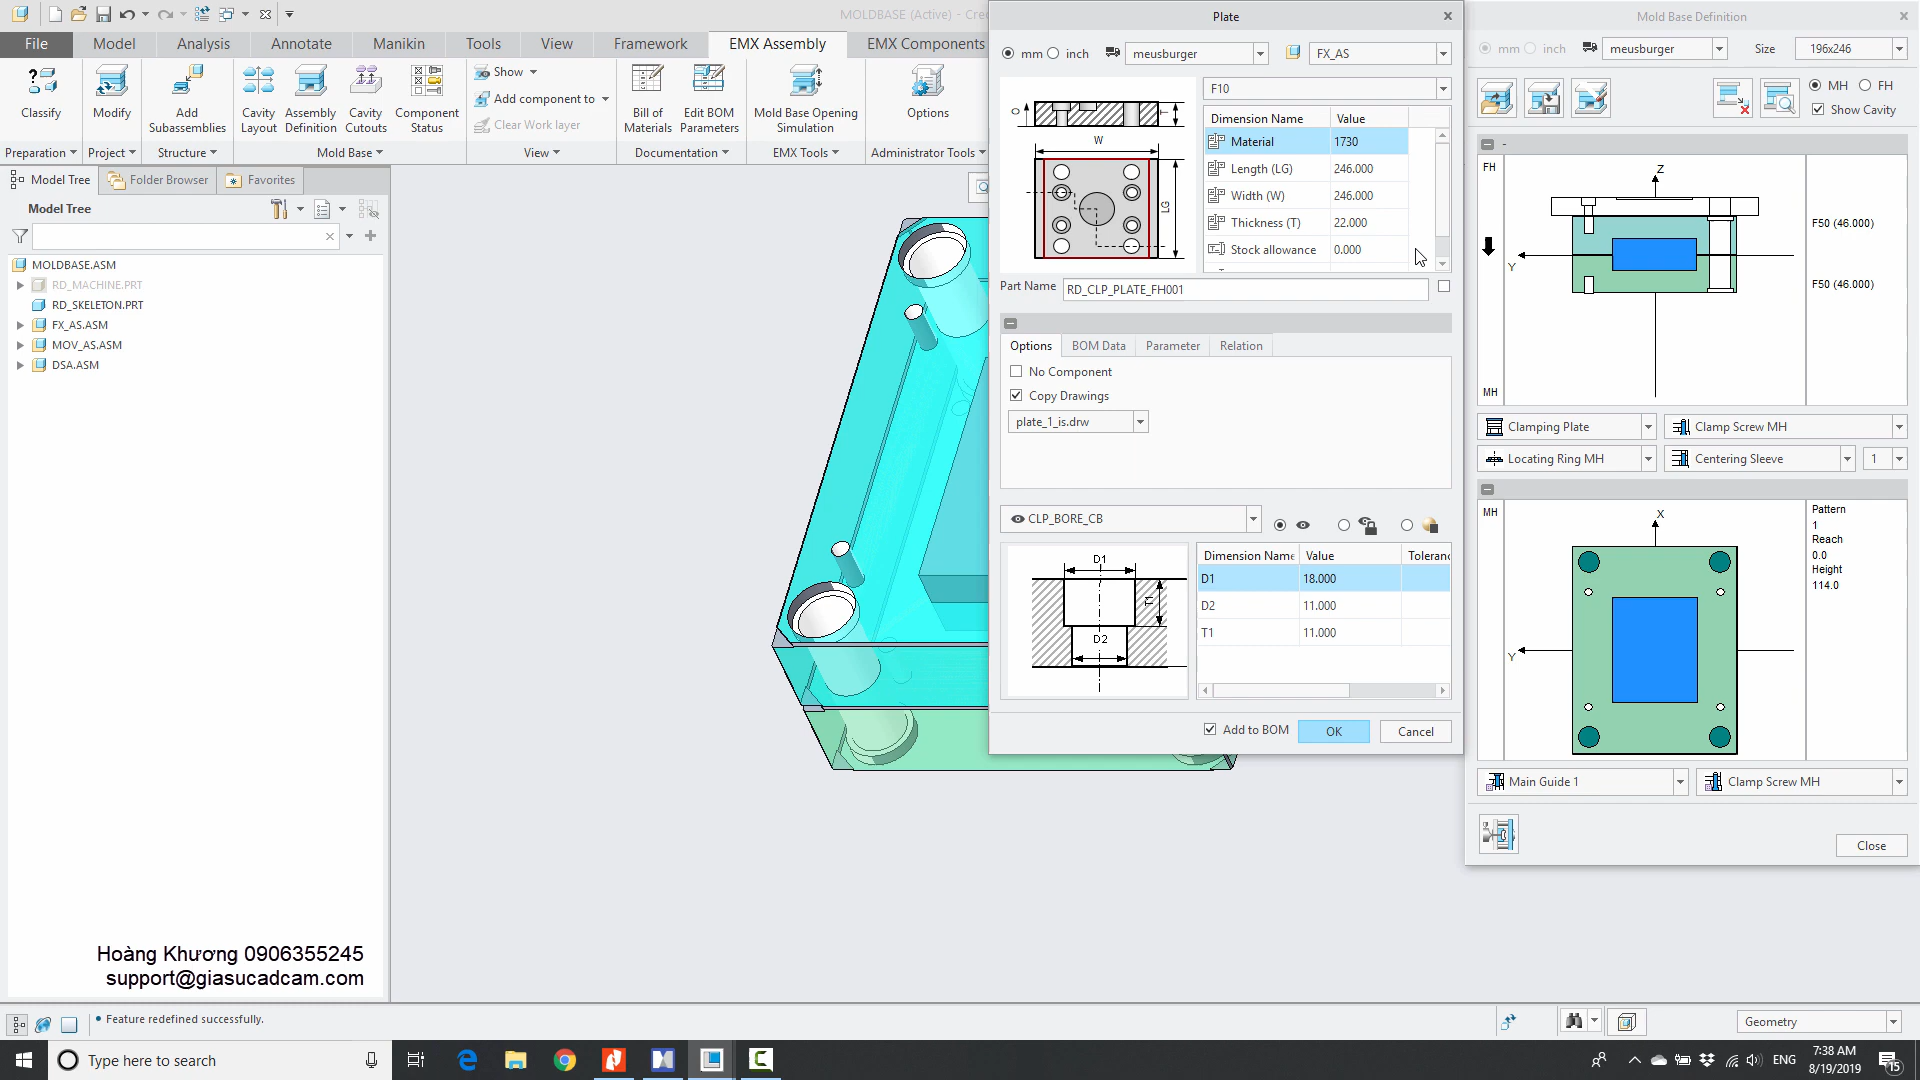 MOLDBASE (Active) - Cre
File
Model
Analysis
Annotate
Manikin
Tools
View
Framework
EMX Assembly
EMX Components
Classify
Modify
Add
Subassemblies
Cavity
Layout
Assembly
Definition
Cavity
Cutouts
Component
Status
Show
Add component to
Clear Work layer
Bill of
Materials
Edit BOM
Parameters
Mold Base Opening
Simulation
Options
Preparation
Project
Structure
Mold Base
View
Documentation
EMX Tools
Administrator Tools
Model Tree
Folder Browser
Favorites
Model Tree
MOLDBASE.ASM
RD_MACHINE.PRT
RD_SKELETON.PRT
FX_AS.ASM
MOV_AS.ASM
DSA.ASM
Hoàng Khương 0906355245
support@giasucadcam.com
Plate
mm
inch
meusburger
FX_AS
F10
O
T
W
LG
Dimension Name
Value
Material
1730
Length (LG)
246.000
Width (W)
246.000
Thickness (T)
22.000
Stock allowance
0.000
Part Name
RD_CLP_PLATE_FH001
Options
BOM Data
Parameter
Relation
No Component
Copy Drawings
plate_1_is.drw
CLP_BORE_CB
D1
T1
D2
Dimension Name
Value
Toleranc
D1
18.000
D2
11.000
T1
11.000
Add to BOM
OK
Cancel
Mold Base Definition
mm
inch
meusburger
Size
196x246
MH
FH
Show Cavity
-
FH
Z
Y
F50 (46.000)
F50 (46.000)
MH
Clamping Plate
Clamp Screw MH
Locating Ring MH
Centering Sleeve
1
MH
X
Y
Pattern
1
Reach
0.0
Height
114.0
Main Guide 1
Clamp Screw MH
Close
• Feature redefined successfully.
Geometry
Type here to search
ENG
7:38 AM
8/19/2019
15